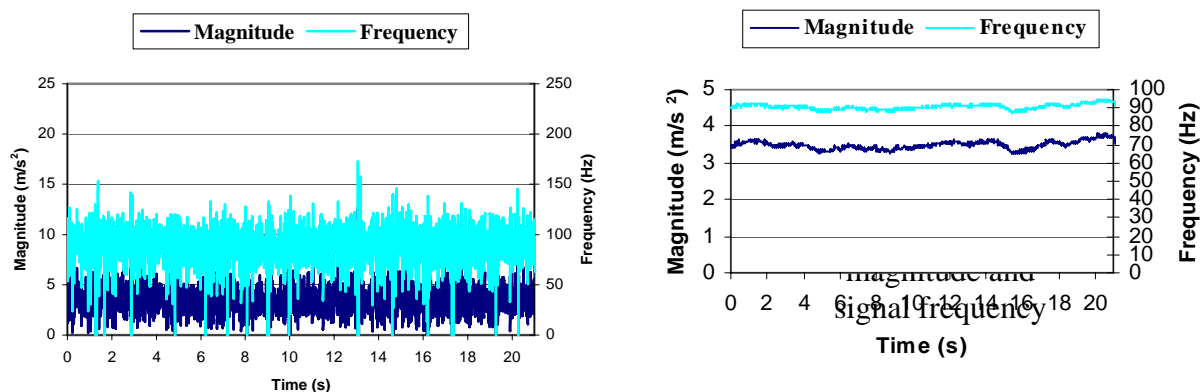 Magnitude Frequency
25
20
15
10
5
0
250
200
150
100
50
0
0 2 4 6 8 10 12 14 16 18 20
Magnitude (m/s²)
Frequency (Hz)
Time (s)
Magnitude Frequency
5
4
3
2
1
0
100
90
80
70
60
50
40
30
20
10
0
0 2 4 6 8 10 12 14 16 18 20
Magnitude (m/s ²)
Frequency (Hz)
magnitude and
signal frequency
Time (s)